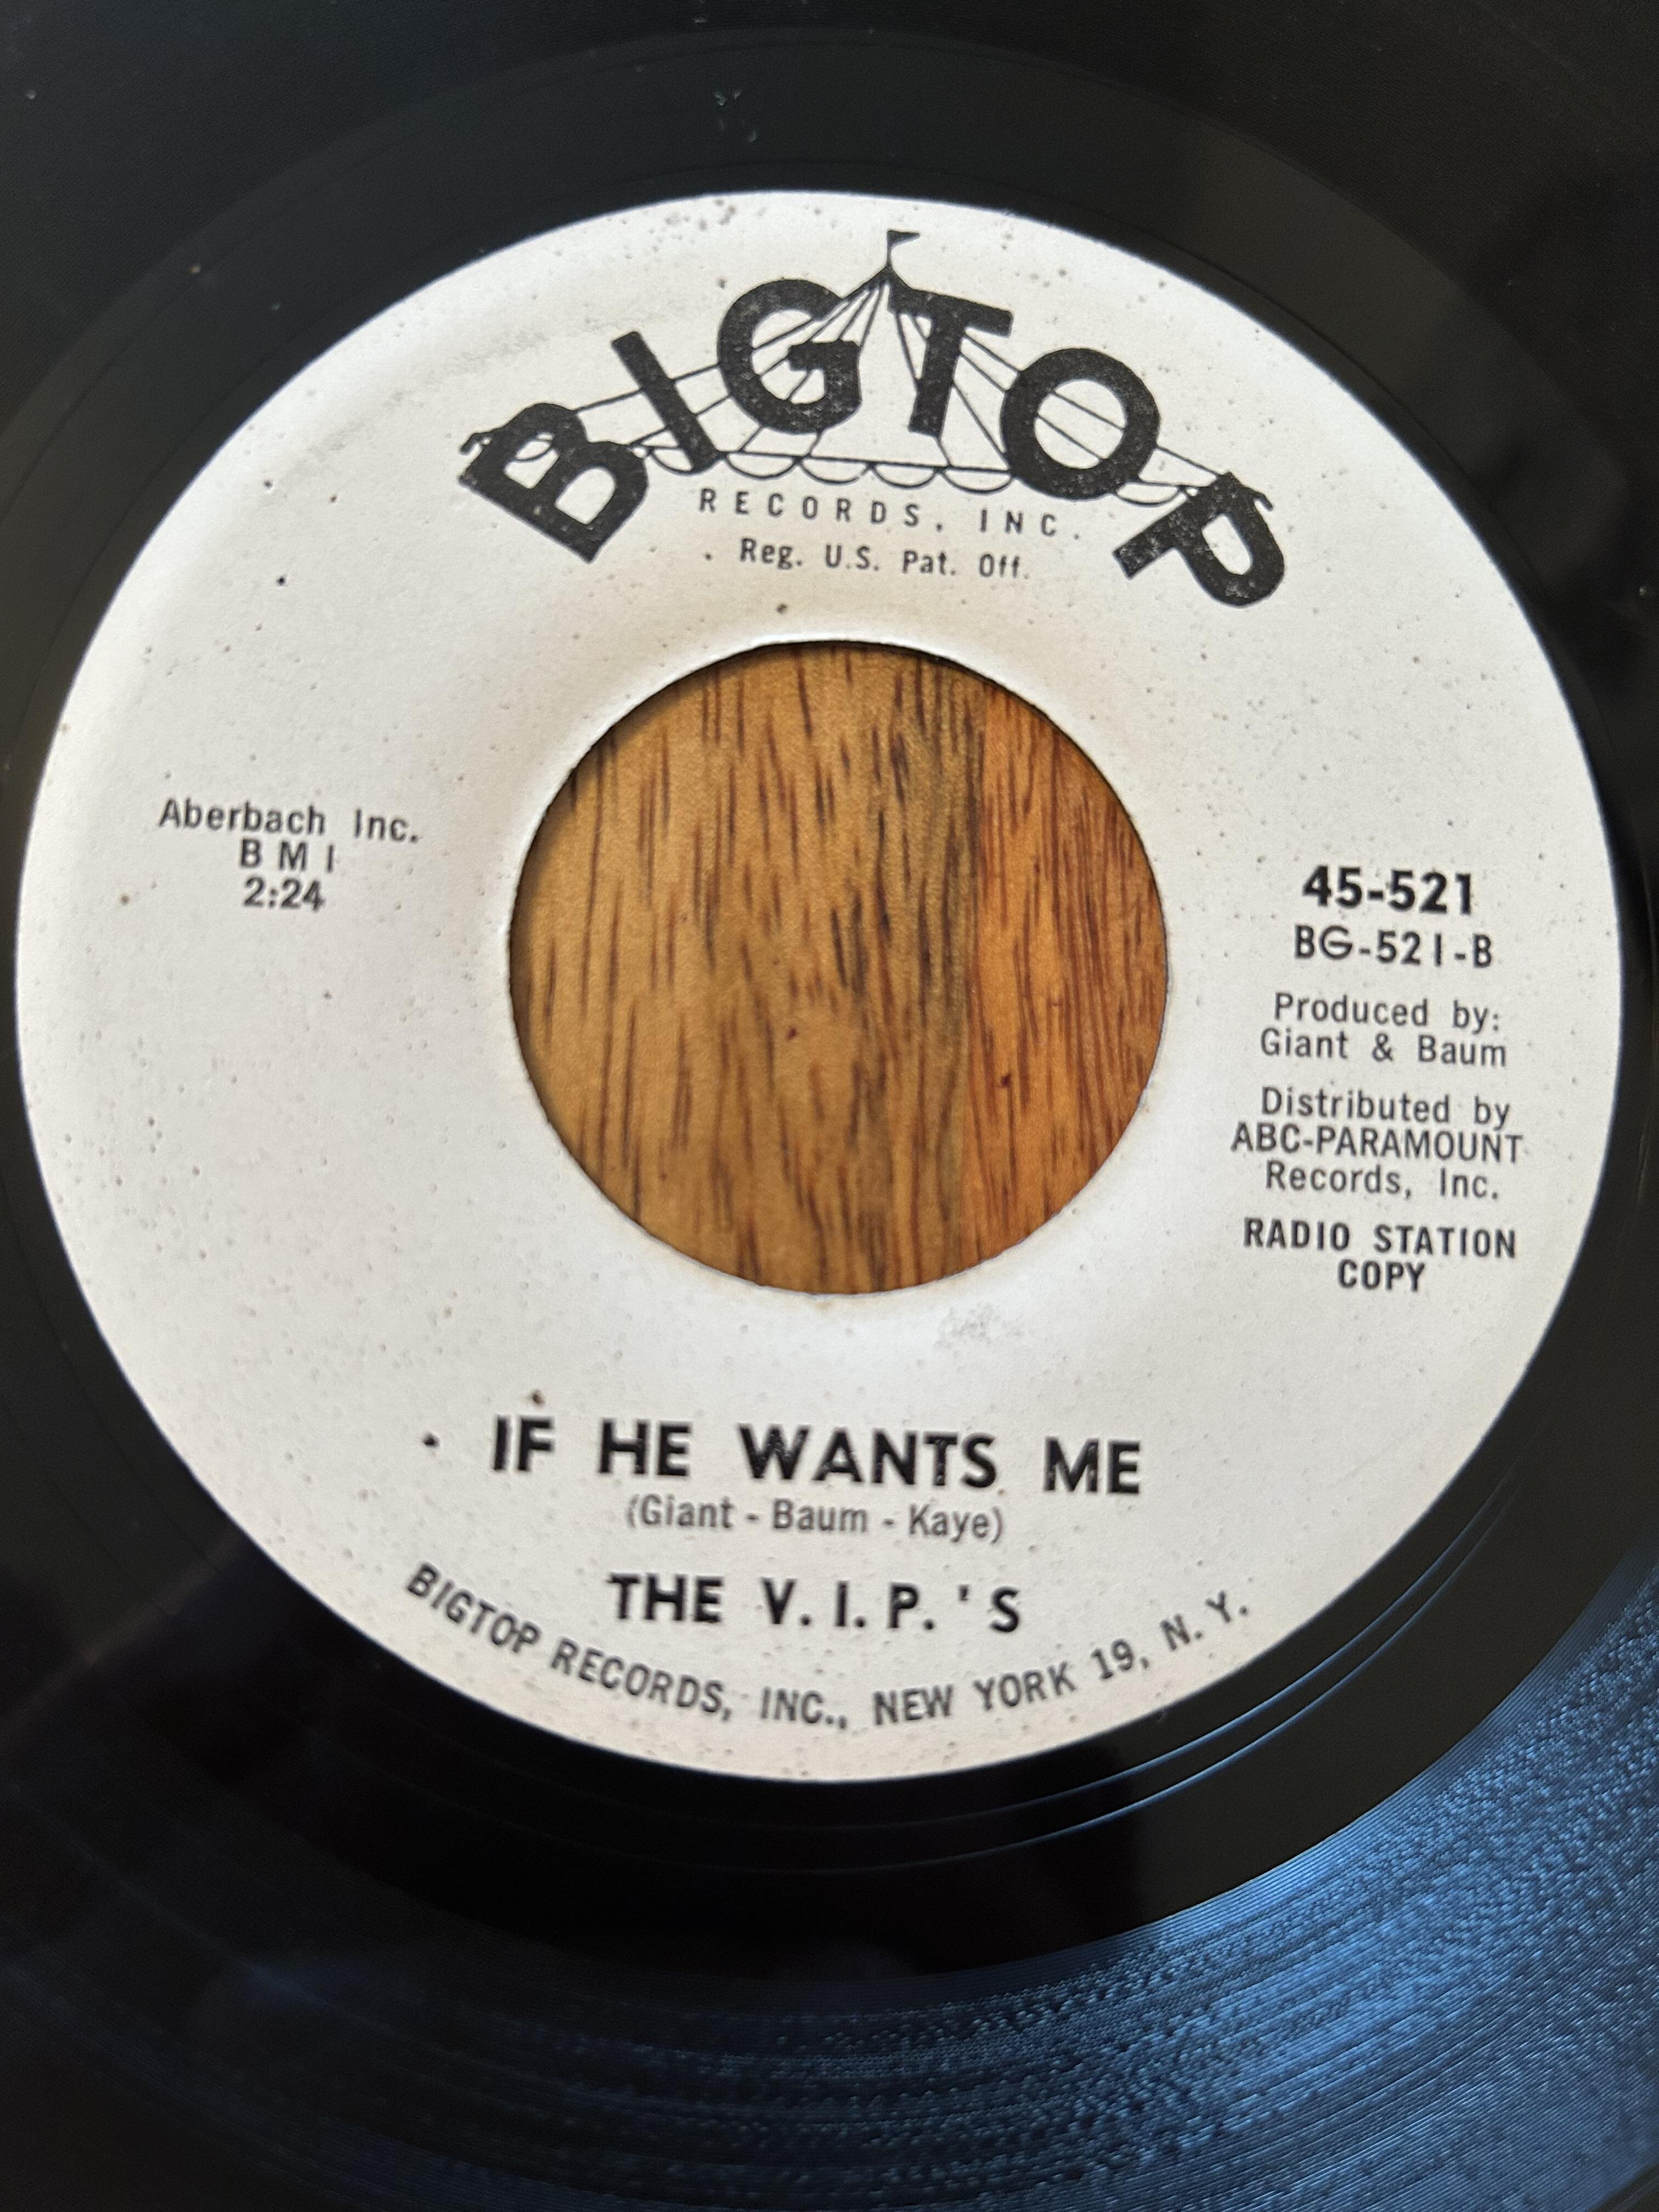 BIGTOP
RECORDS, INC.
Reg. U.S. Pat. Off.
Aberbach Inc.
BMI
2:24
45-521
BG-521-B
Produced by:
Giant & Baum
Distributed by
ABC-PARAMOUNT
Records, Inc.
RADIO STATION
COPY
IF HE WANTS ME
(Giant - Baum - Kaye)
THE V.I.P.'S
BIGTOP RECORDS, INC., NEW YORK 19, N. Y.